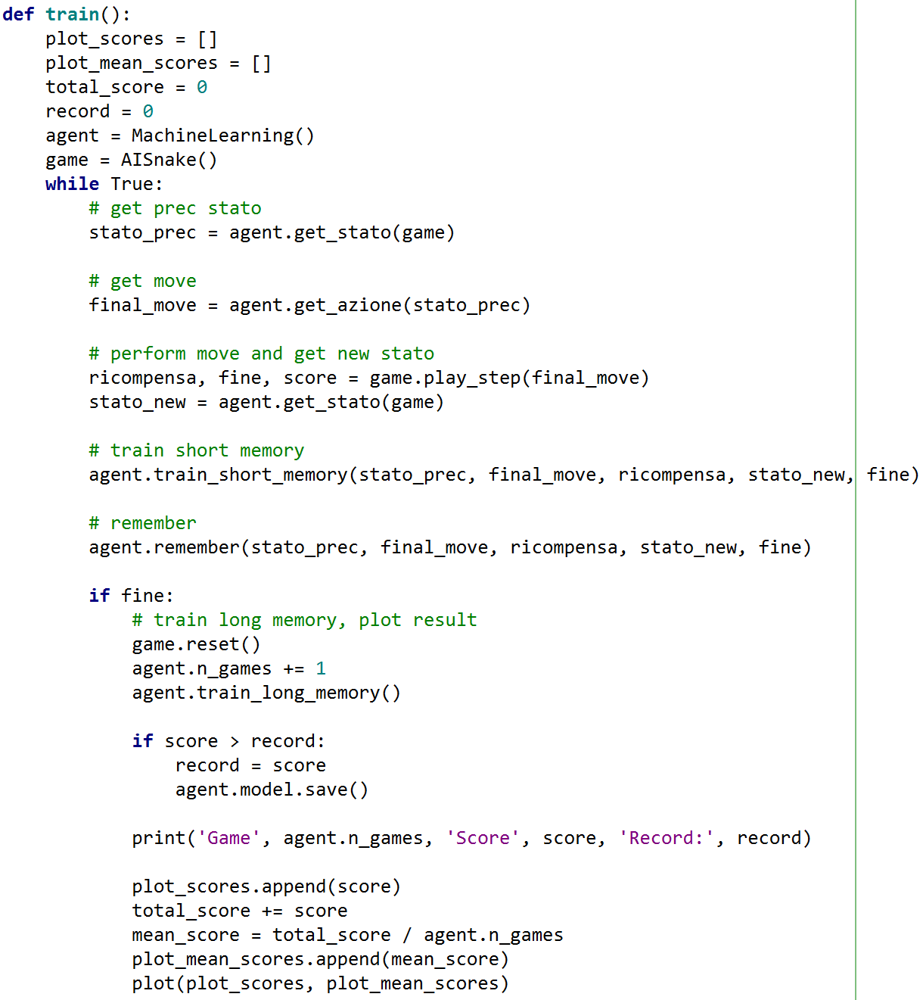 def train():
    plot_scores = []
    plot_mean_scores = []
    total_score = 0
    record = 0
    agent = MachineLearning()
    game = AISnake()
    while True:
        # get prec stato
        stato_prec = agent.get_stato(game)

        # get move
        final_move = agent.get_azione(stato_prec)

        # perform move and get new stato
        ricompensa, fine, score = game.play_step(final_move)
        stato_new = agent.get_stato(game)

        # train short memory
        agent.train_short_memory(stato_prec, final_move, ricompensa, stato_new, fine)

        # remember
        agent.remember(stato_prec, final_move, ricompensa, stato_new, fine)

        if fine:
            # train long memory, plot result
            game.reset()
            agent.n_games += 1
            agent.train_long_memory()

            if score > record:
                record = score
                agent.model.save()

            print('Game', agent.n_games, 'Score', score, 'Record:', record)

            plot_scores.append(score)
            total_score += score
            mean_score = total_score / agent.n_games
            plot_mean_scores.append(mean_score)
            plot(plot_scores, plot_mean_scores)